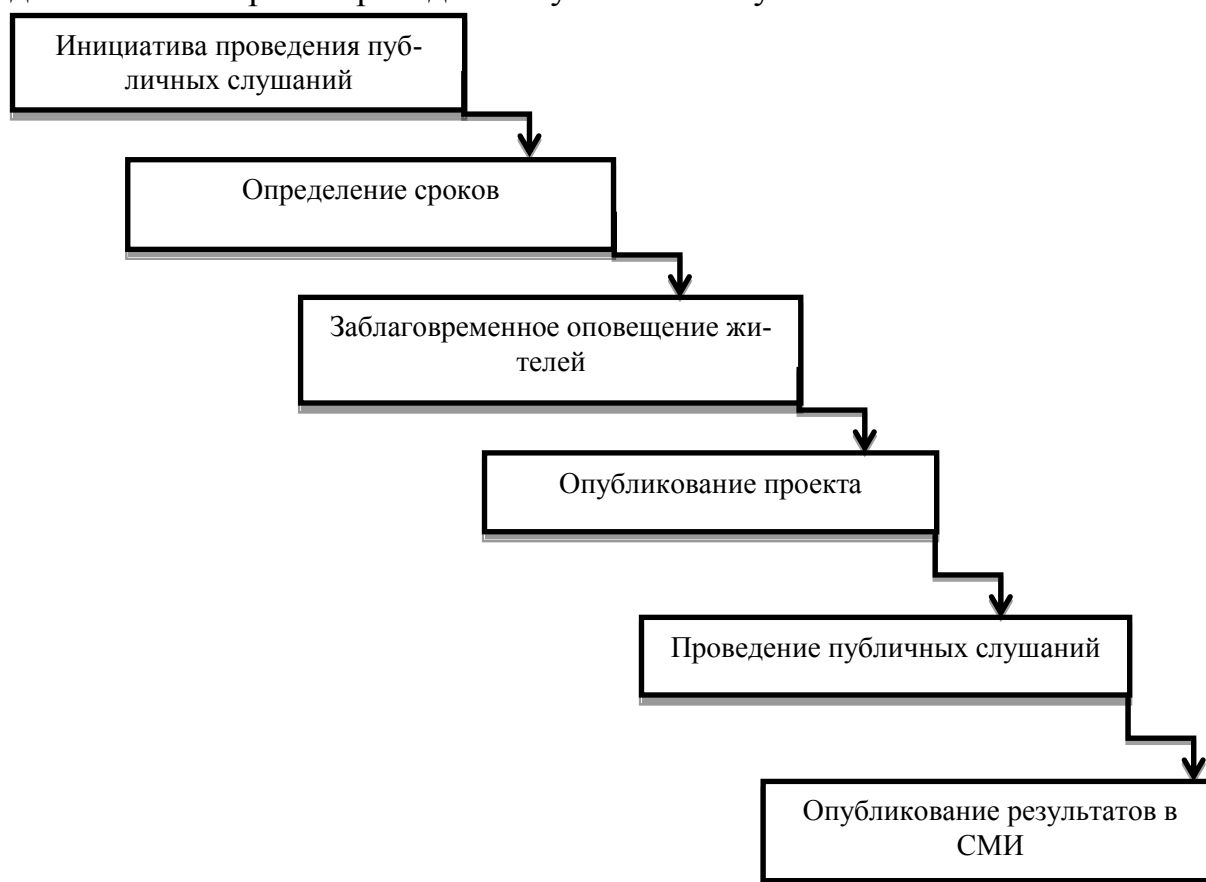 Инициатива проведения пуб-
личных слушаний
Определение сроков
Заблаговременное оповещение жи-
телей
Опубликование проекта
Проведение публичных слушаний
Опубликование результатов в
СМИ